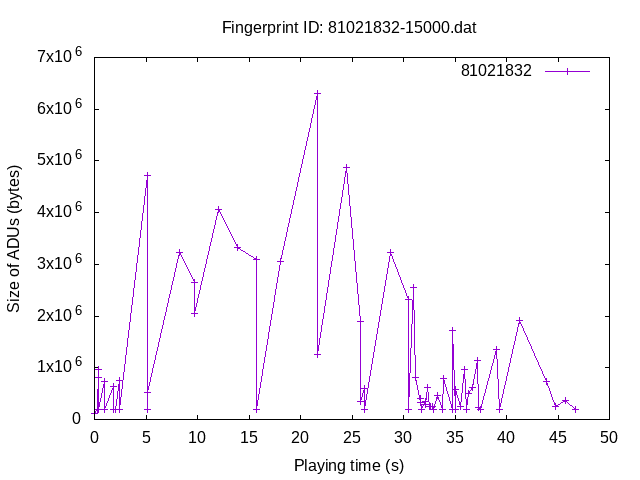 Fingerprint ID: 81021832-15000.dat
7x10^6
81021832
6x10^6
5x10^6
4x10^6
3x10^6
2x10^6
1x10^6
0
Size of ADUs (bytes)
0 5 10 15 20 25 30 35 40 45 50
Playing time (s)